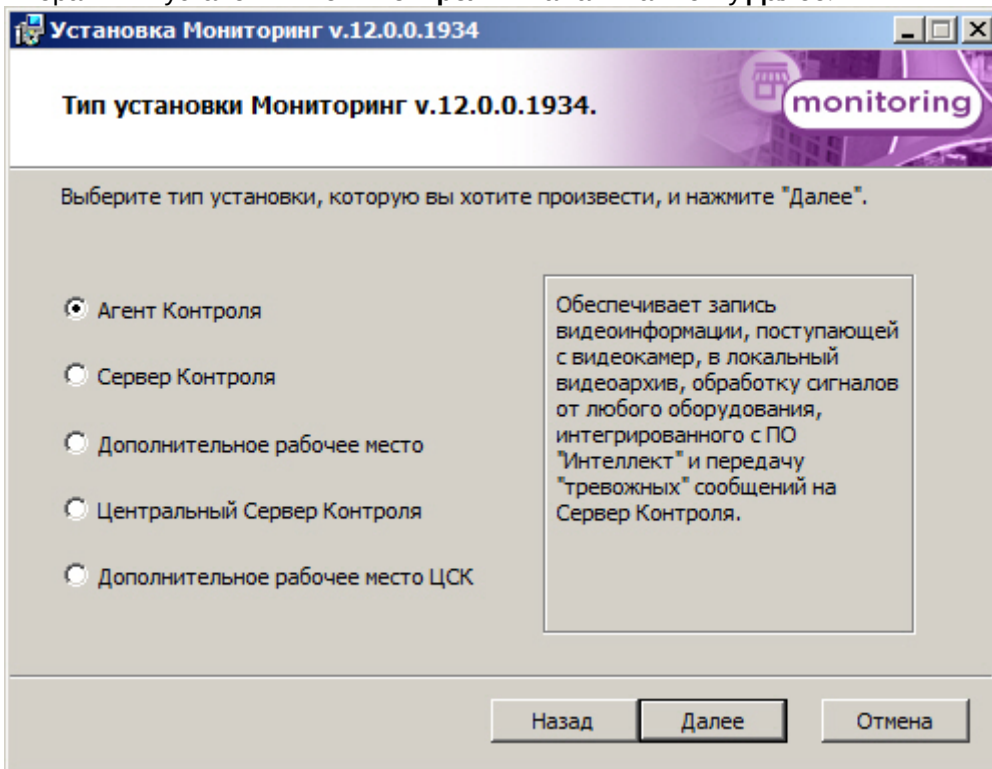 Установка Мониторинг v.12.0.0.1934
Тип установки Мониторинг v.12.0.0.1934.
monitoring
Выберите тип установки, которую вы хотите произвести, и нажмите "Далее".
Агент Контроля
Сервер Контроля
Дополнительное рабочее место
Центральный Сервер Контроля
Дополнительное рабочее место ЦСК
Обеспечивает запись
видеоинформации, поступающей
с видеокамер, в локальный
видеоархив, обработку сигналов
от любого оборудования,
интегрированного с ПО
"Интеллект" и передачу
"тревожных" сообщений на
Сервер Контроля.
Назад
Далее
Отмена